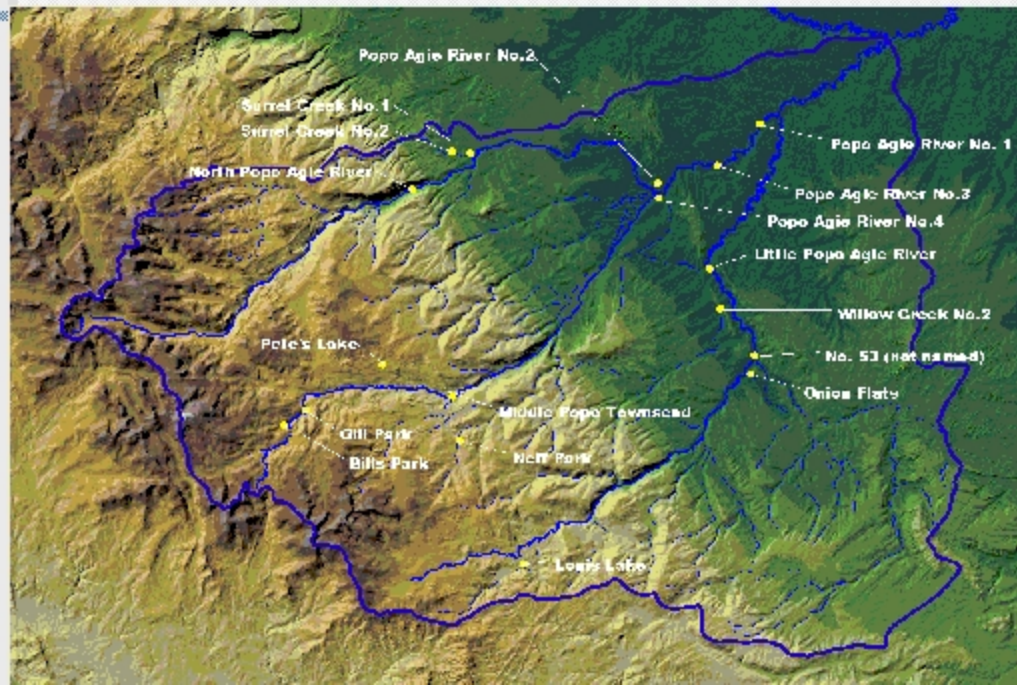 Popo Agie River No.2
Surrel Creek No.1
Surrel Creek No.2
Popo Agie River No. 1
North Popo Agie River
Popo Agie River No.3
Popo Agie River No.4
Little Popo Agie River
Willow Creek No.2
Pete's Lake
No. 53 (not named)
Onion Flats
Middle Popo Townsend
Gill Park
Neff Park
Bills Park
Louis Lake